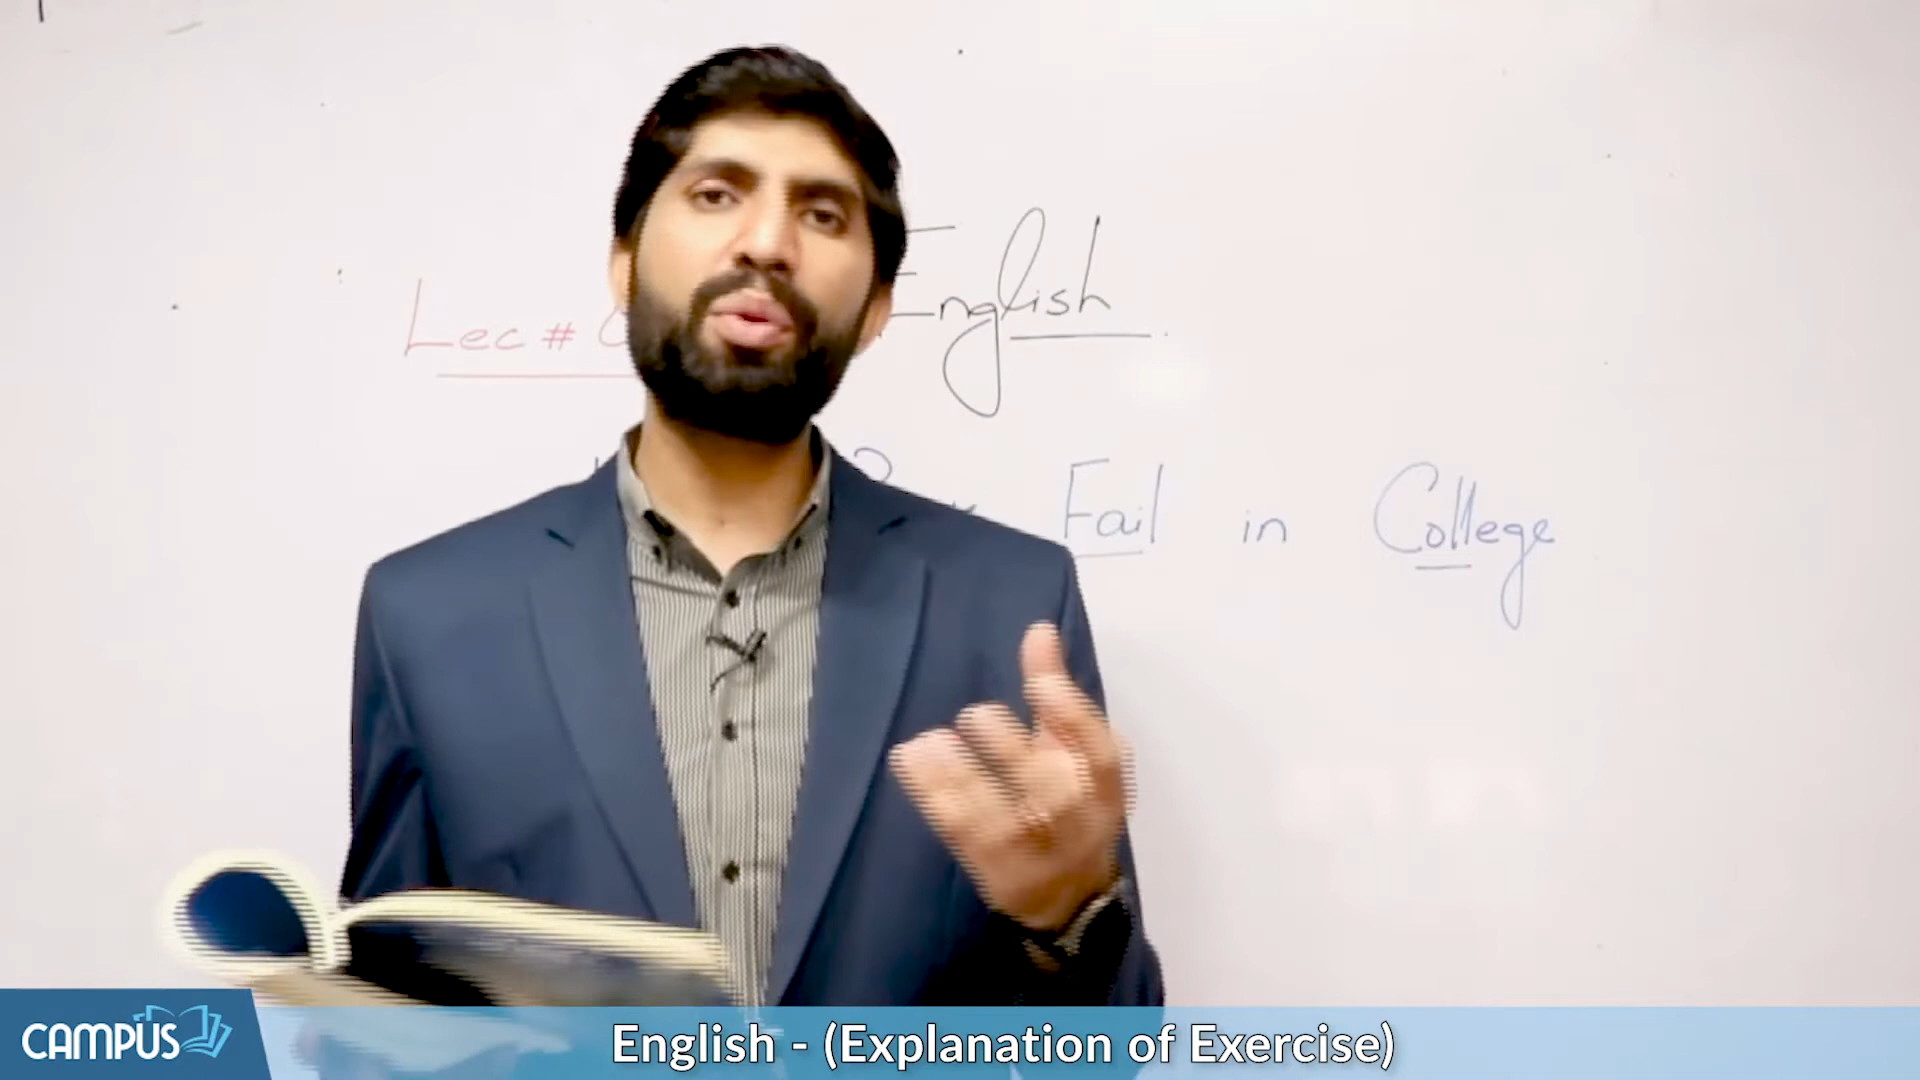 Lec #
English
Fail in College
CAMPUS
English - (Explanation of Exercise)